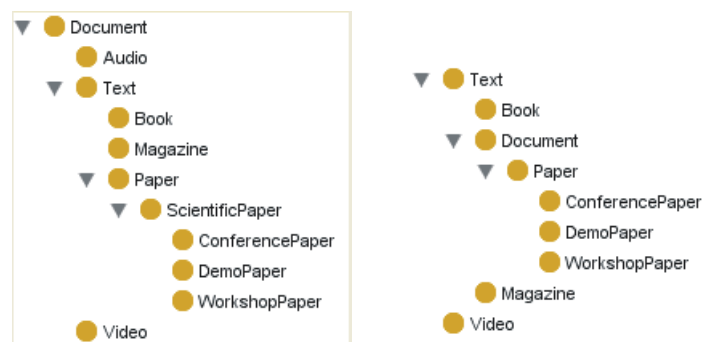 Document
Audio
Text
Book
Magazine
Paper
ScientificPaper
ConferencePaper
DemoPaper
WorkshopPaper
Video
Text
Book
Document
Paper
ConferencePaper
DemoPaper
WorkshopPaper
Magazine
Video